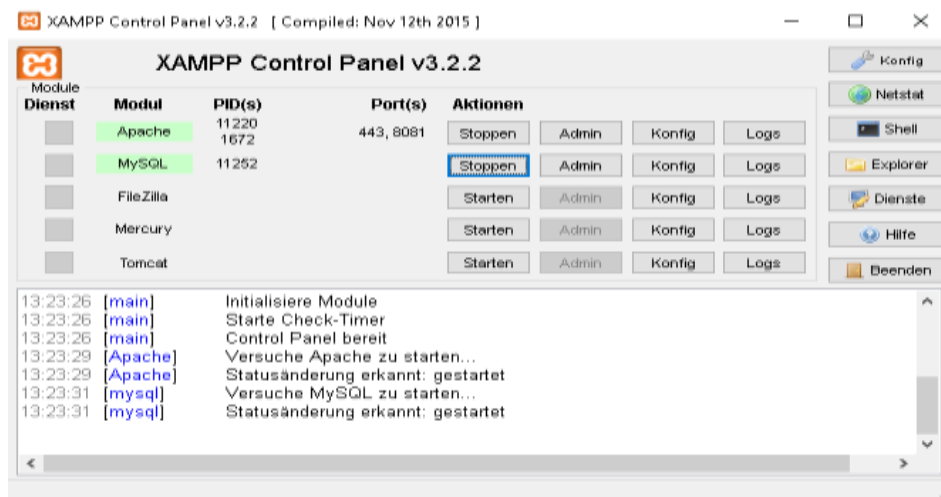 XAMPP Control Panel v3.2.2 [ Compiled: Nov 12th 2015 ]
XAMPP Control Panel v3.2.2
Konfig
Module
Dienst Modul PID(s) Port(s) Aktionen
Netstat
Apache 11220 1672 443, 8081 Stoppen Admin Konfig Logs
Shell
MySQL 11252 Stoppen Admin Konfig Logs
Explorer
FileZilla Starten Admin Konfig Logs
Dienste
Mercury Starten Admin Konfig Logs
Hilfe
Tomcat Starten Admin Konfig Logs
Beenden
13:23:26 [main] Initialisiere Module
13:23:26 [main] Starte Check-Timer
13:23:26 [main] Control Panel bereit
13:23:29 [Apache] Versuche Apache zu starten...
13:23:29 [Apache] Statusänderung erkannt: gestartet
13:23:31 [mysql] Versuche MySQL zu starten...
13:23:31 [mysql] Statusänderung erkannt: gestartet